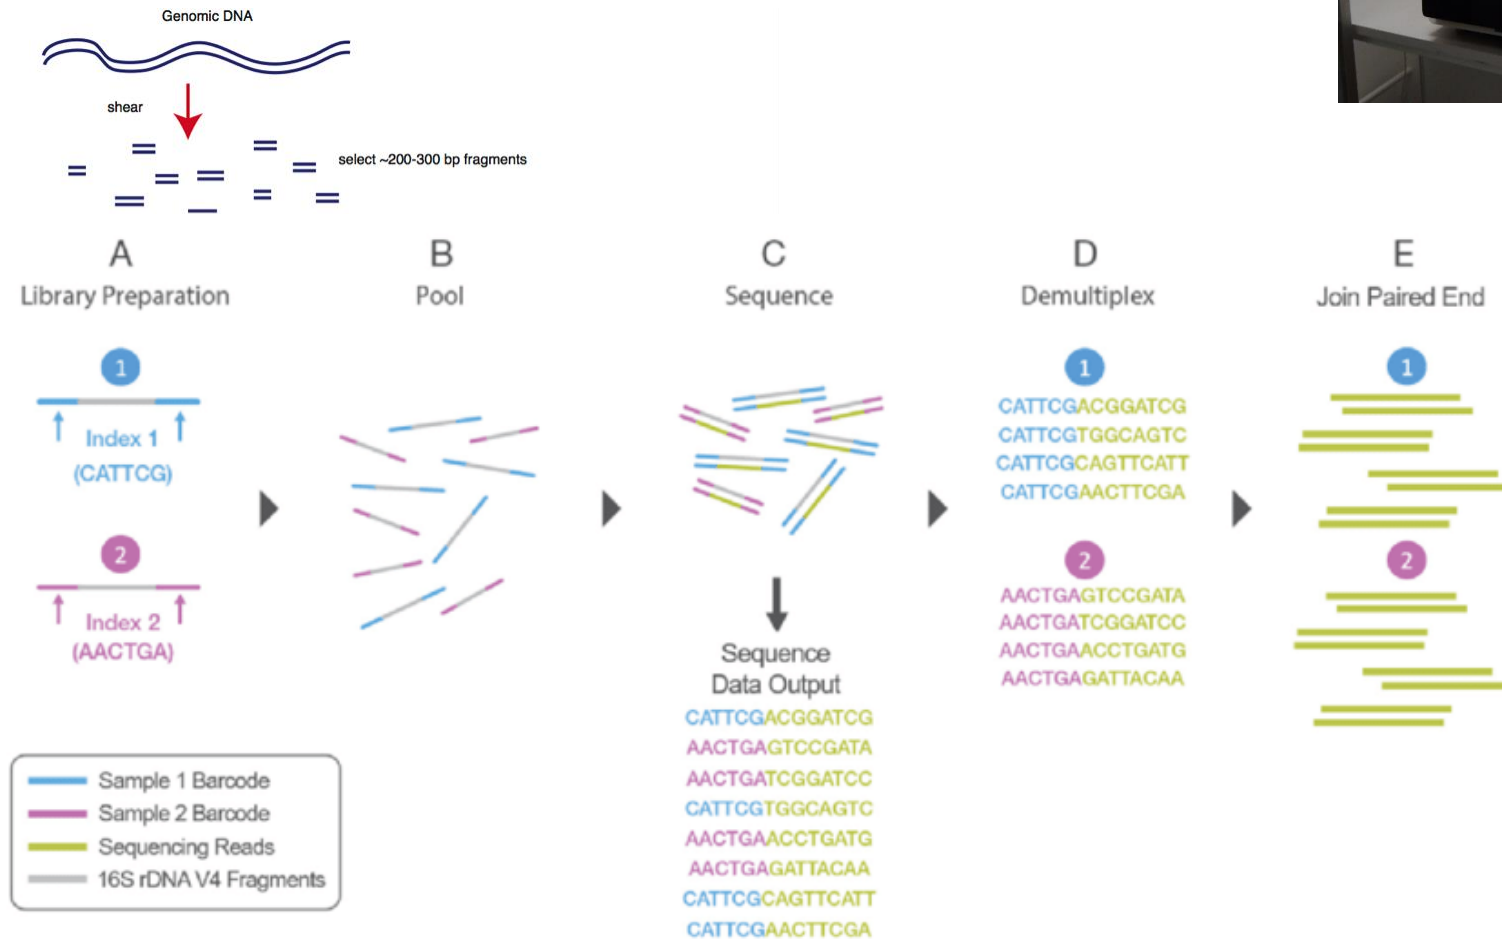 Genomic DNA
shear
select ~200-300 bp fragments
A
Library Preparation
1
Index 1
(CATTCG)
2
Index 2
(AACTGA)
B
Pool
C
Sequence
Sequence
Data Output
CATTCGACGGATCG
AACTGAGTCCGATA
AACTGATCGGATCC
CATTCGTGGCAGTC
AACTGAACCTGATG
AACTGAGATTACAA
CATTCGCAGTTCATT
CATTCGAACTTCGA
D
Demultiplex
1
CATTCGACGGATCG
CATTCGTGGCAGTC
CATTCGCAGTTCATT
CATTCGAACTTCGA
2
AACTGAGTCCGATA
AACTGATCGGATCC
AACTGAACCTGATG
AACTGAGATTACAA
E
Join Paired End
1
2
Sample 1 Barcode
Sample 2 Barcode
Sequencing Reads
16S rDNA V4 Fragments